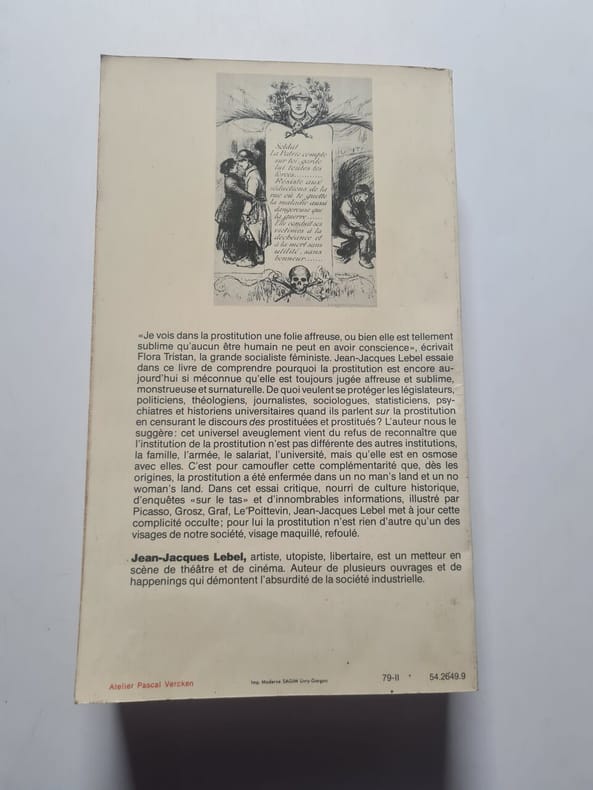 Soldat
La Patrie compte
sur toi, garde
lui toutes tes
forces
Résiste aux
séductions de la
rue où te guette
la maladie aussi
dangereuse que
la guerre
Elle conduit ses
victimes à la
déchéance et
à la mort sans
utilité, sans
honneur
«Je vois dans la prostitution une folie affreuse, ou bien elle est tellement
sublime qu'aucun être humain ne peut en avoir conscience», écrivait
Flora Tristan, la grande socialiste féministe. Jean-Jacques Lebel essaie
dans ce livre de comprendre pourquoi la prostitution est encore au-
jourd'hui si méconnue qu'elle est toujours jugée affreuse et sublime,
monstrueuse et surnaturelle. De quoi veulent se protéger les législateurs,
politiciens, théologiens, journalistes, sociologues, statisticiens, psy-
chiatres et historiens universitaires quand ils parlent sur la prostitution
en censurant le discours des prostituées et prostitués? L'auteur nous le
suggère: cet universel aveuglement vient du refus de reconnaître que
l'institution de la prostitution n'est pas différente des autres institutions,
la famille, l'armée, le salariat, l'université, mais qu'elle est en osmose
avec elles. C'est pour camoufler cette complémentarité que, dès les
origines, la prostitution a été enfermée dans un no man's land et un no
woman's land. Dans cet essai critique, nourri de culture historique,
d'enquêtes «sur le tas» et d'innombrables informations, illustré par
Picasso, Grosz, Graf, Le Poittevin, Jean-Jacques Lebel met à jour cette
complicité occulte; pour lui la prostitution n'est rien d'autre qu'un des
visages de notre société, visage maquillé, refoulé.
Jean-Jacques Lebel, artiste, utopiste, libertaire, est un metteur en
scène de théâtre et de cinéma. Auteur de plusieurs ouvrages et de
happenings qui démontent l'absurdité de la société industrielle.
Atelier Pascal Vercken
Imp. Moderne SAGIM Livry-Gargan
79-II
54.2649.9